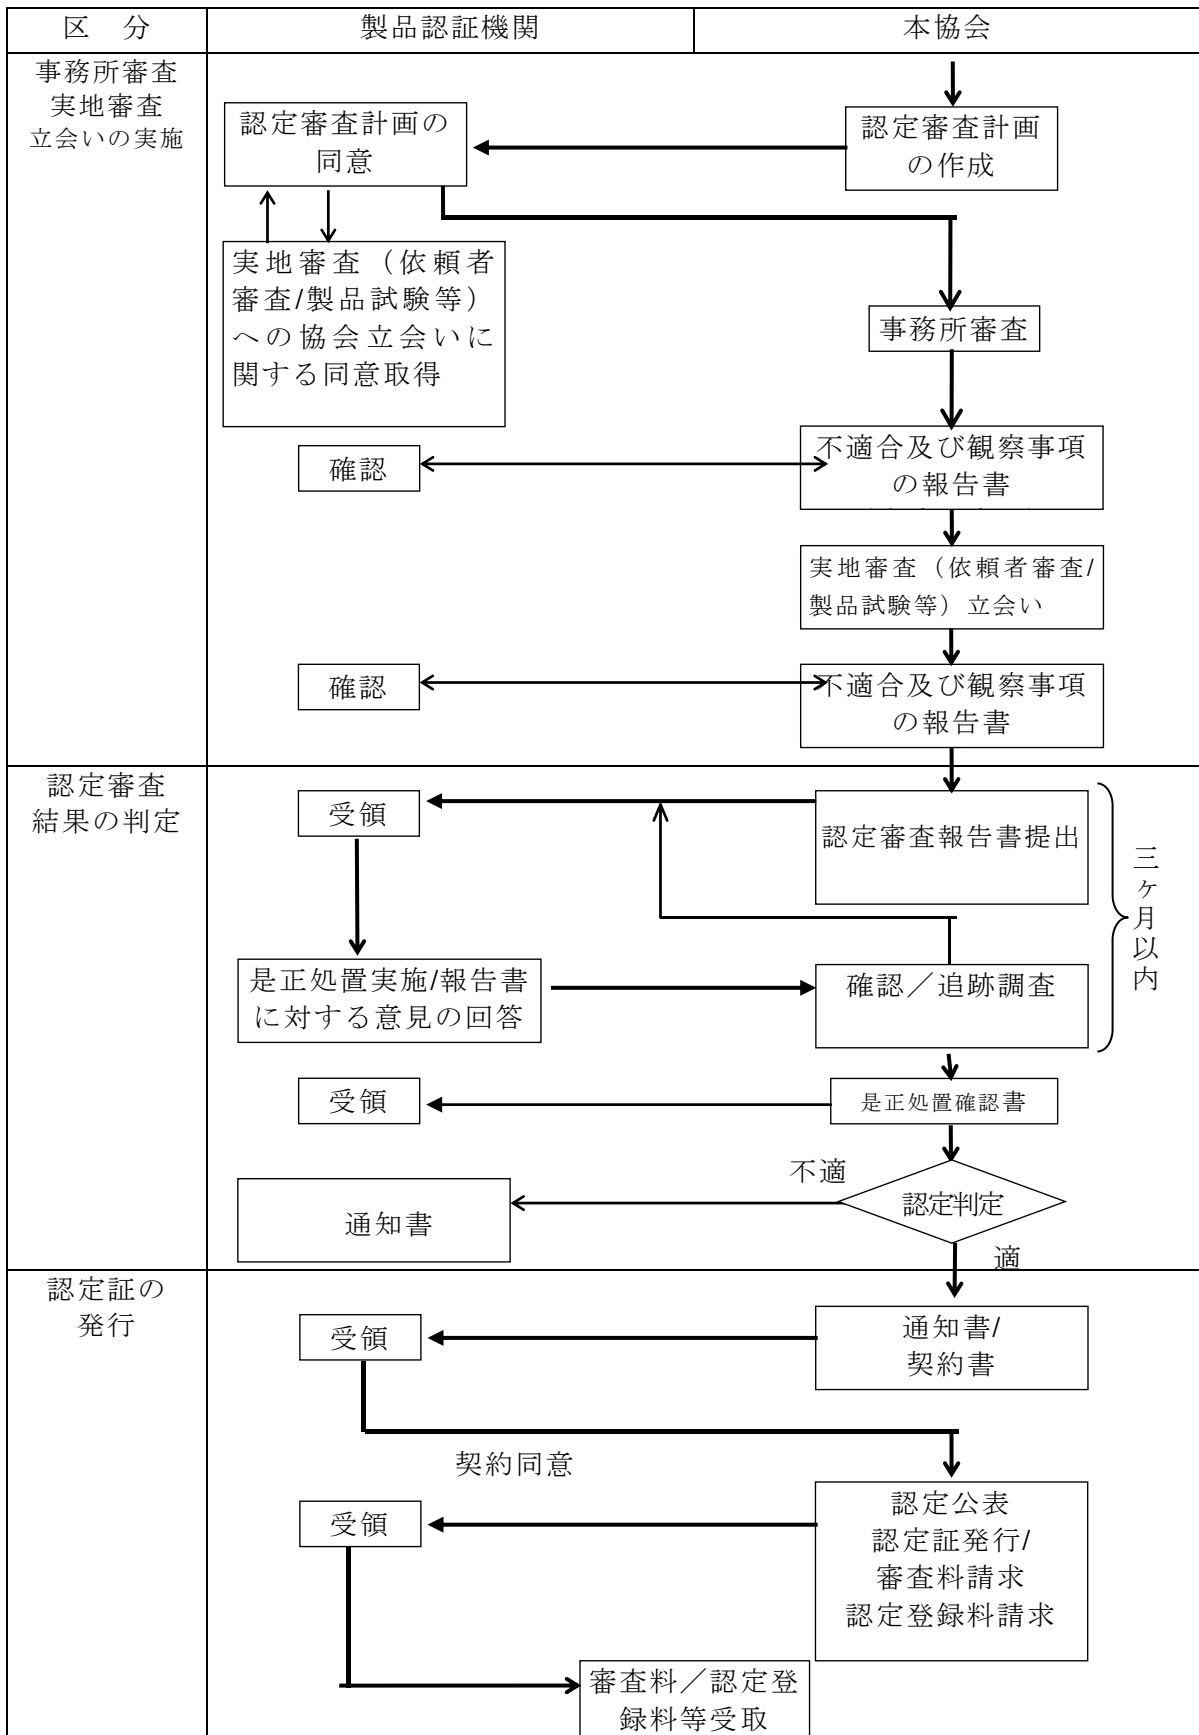 区　分
製品認証機関
本協会
事務所審査
実地審査
立会いの実施
認定審査計画の
同意
認定審査計画
の作成
実地審査（依頼者
審査/製品試験等）
への協会立会いに
関する同意取得
事務所審査
確認
不適合及び観察事項
の報告書
実地審査（依頼者審査/
製品試験等）立会い
確認
不適合及び観察事項
の報告書
認定審査
結果の判定
受領
認定審査報告書提出
三ヶ月以内
是正処置実施/報告書
に対する意見の回答
確認／追跡調査
受領
是正処置確認書
不適
認定判定
通知書
適
認定証の
発行
受領
通知書/
契約書
契約同意
受領
認定公表
認定証発行/
審査料請求
認定登録料請求
審査料／認定登
録料等受取